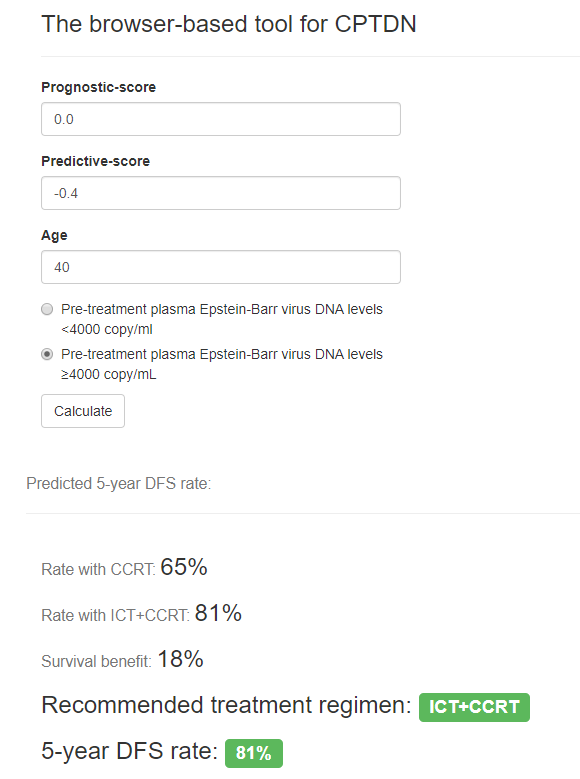 The browser-based tool for CPTDN
Prognostic-score
0.0
Predictive-score
-0.4
Age
40
Pre-treatment plasma Epstein-Barr virus DNA levels
<4000 copy/ml
Pre-treatment plasma Epstein-Barr virus DNA levels
≥4000 copy/mL
Calculate
Predicted 5-year DFS rate:
Rate with CCRT: 65%
Rate with ICT+CCRT: 81%
Survival benefit: 18%
Recommended treatment regimen: ICT+CCRT
5-year DFS rate: 81%